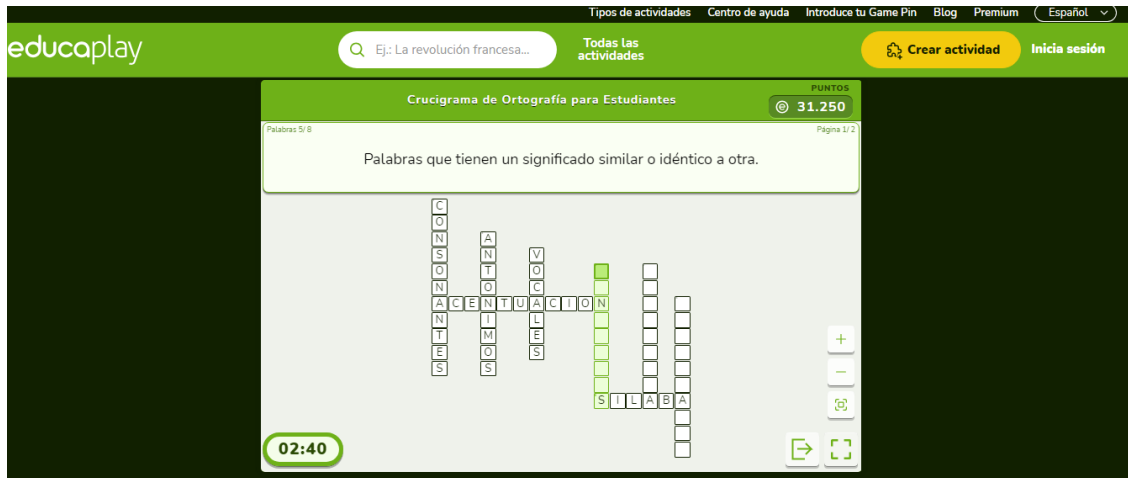 Tipos de actividades Centro de ayuda Introduce tu Game Pin Blog Premium Español
educaplay
Ej.: La revolución francesa...
Todas las
actividades
Crear actividad
Inicia sesión
Crucigrama de Ortografía para Estudiantes
PUNTOS
31.250
Palabras 5/8
Página 1/2
Palabras que tienen un significado similar o idéntico a otra.
CONSONANTES
ANTONIMOS
VOCALES
ACENTUACION
SILABA
02:40